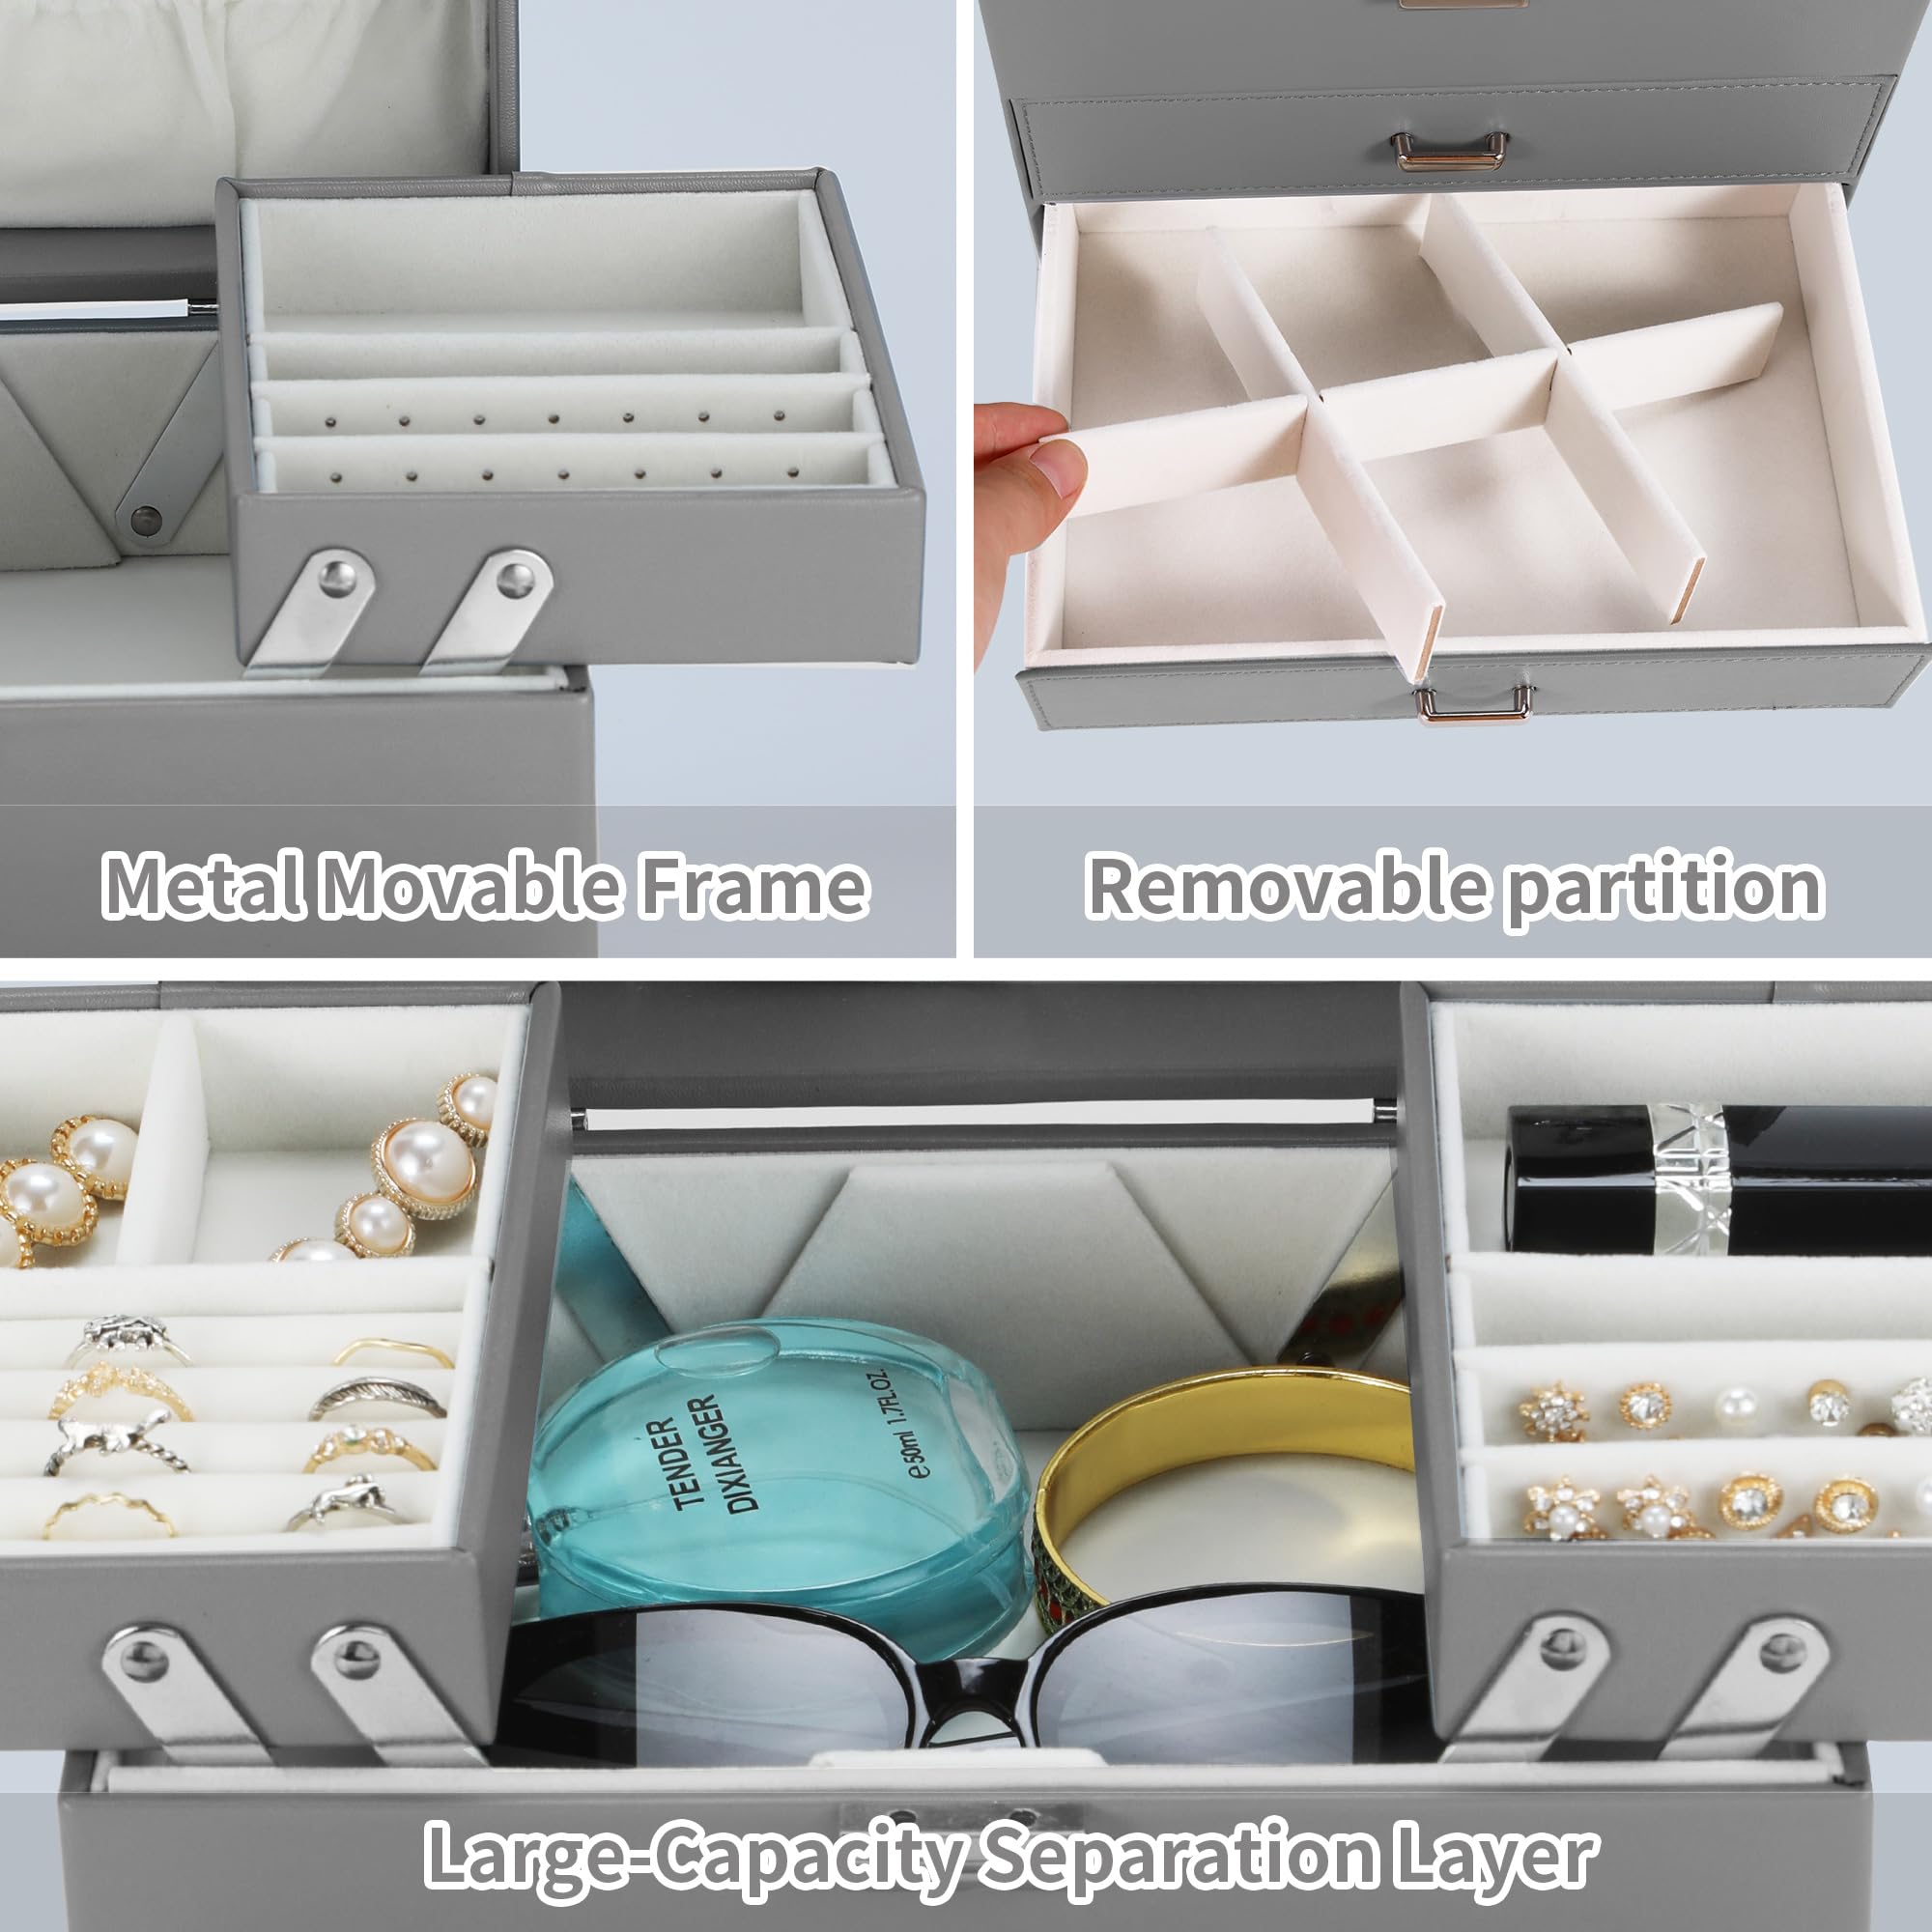 Metal Movable Frame
Removable partition
TENDER
DIXIANGER
e50ml 1.7FL.OZ.
Large-Capacity Separation Layer